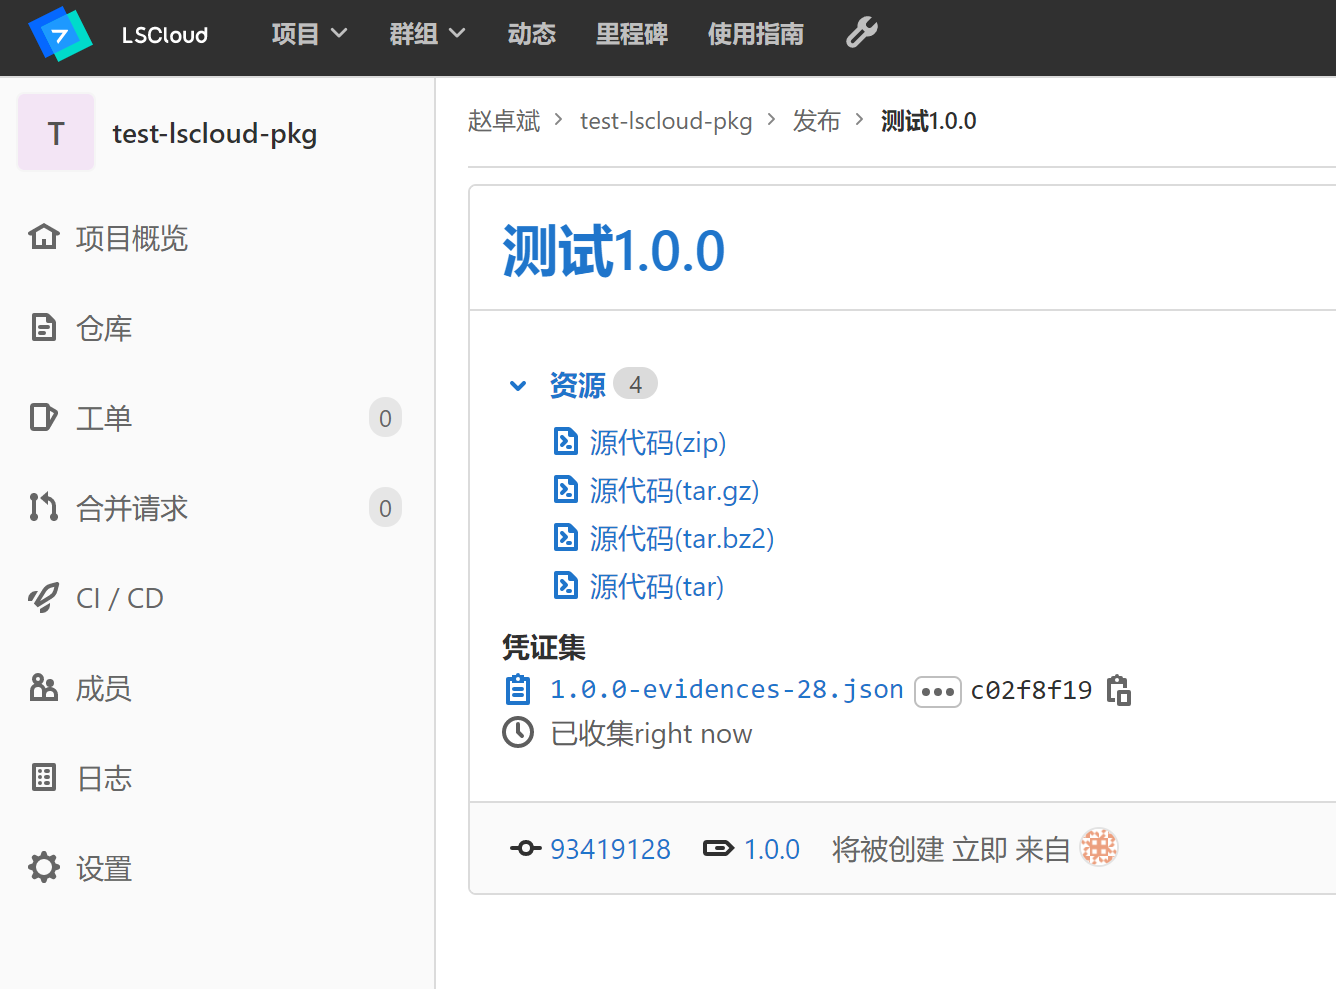 LSCloud 项目 群组 动态 里程碑 使用指南
T test-lscloud-pkg
项目概览
仓库
工单 0
合并请求 0
CI / CD
成员
日志
设置
赵卓斌 > test-lscloud-pkg > 发布 > 测试1.0.0
测试1.0.0
资源 4
源代码(zip)
源代码(tar.gz)
源代码(tar.bz2)
源代码(tar)
凭证集
1.0.0-evidences-28.json ••• c02f8f19
已收集right now
93419128 1.0.0 将被创建 立即 来自